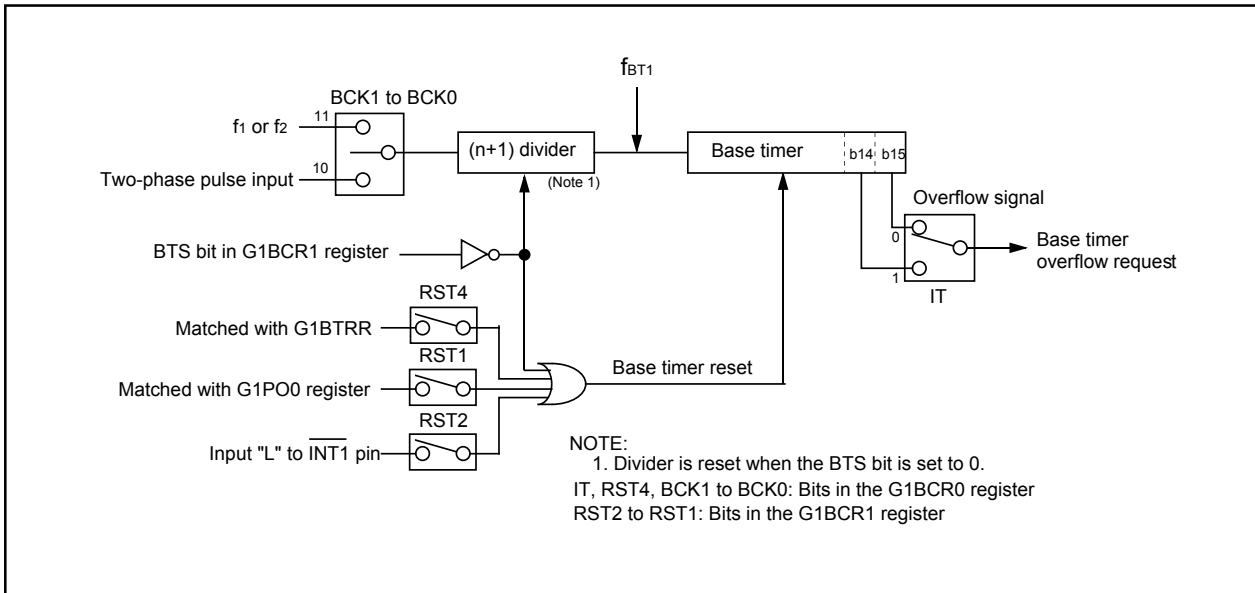 fBT1
BCK1 to BCK0
11
f1 or f2
10
Two-phase pulse input
(n+1) divider
(Note 1)
Base timer
b14
b15
Overflow signal
0
1
IT
Base timer
overflow request
BTS bit in G1BCR1 register
RST4
Matched with G1BTRR
RST1
Matched with G1PO0 register
RST2
Input "L" to INT1 pin
Base timer reset
NOTE:
1. Divider is reset when the BTS bit is set to 0.
IT, RST4, BCK1 to BCK0: Bits in the G1BCR0 register
RST2 to RST1: Bits in the G1BCR1 register